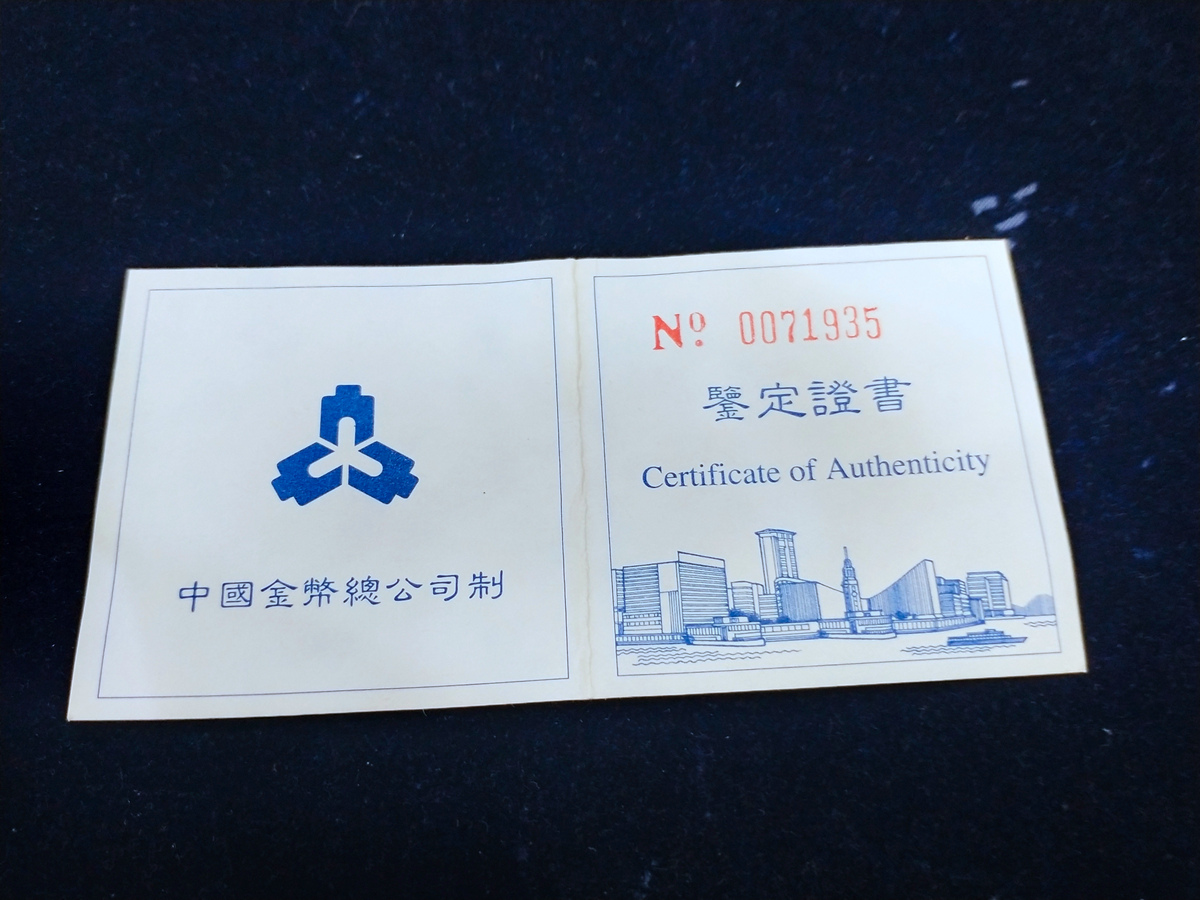 中國金幣總公司制
Nº 0071935
鑒定證書
Certificate of Authenticity